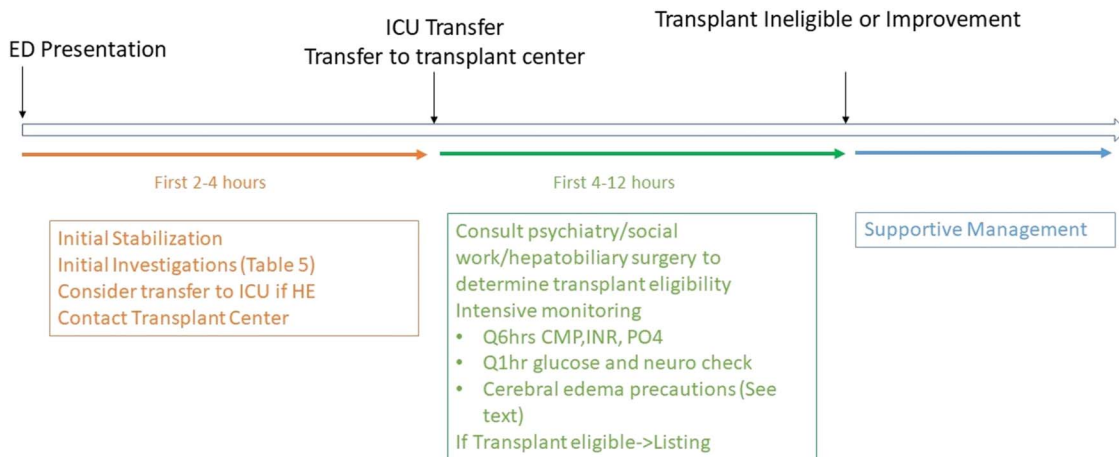 ED Presentation
ICU Transfer
Transfer to transplant center
Transplant Ineligible or Improvement
First 2-4 hours
First 4-12 hours
Initial Stabilization
Initial Investigations (Table 5)
Consider transfer to ICU if HE
Contact Transplant Center
Consult psychiatry/social
work/hepatobiliary surgery to
determine transplant eligibility
Intensive monitoring
• Q6hrs CMP,INR, PO4
• Q1hr glucose and neuro check
• Cerebral edema precautions (See
text)
If Transplant eligible->Listing
Supportive Management